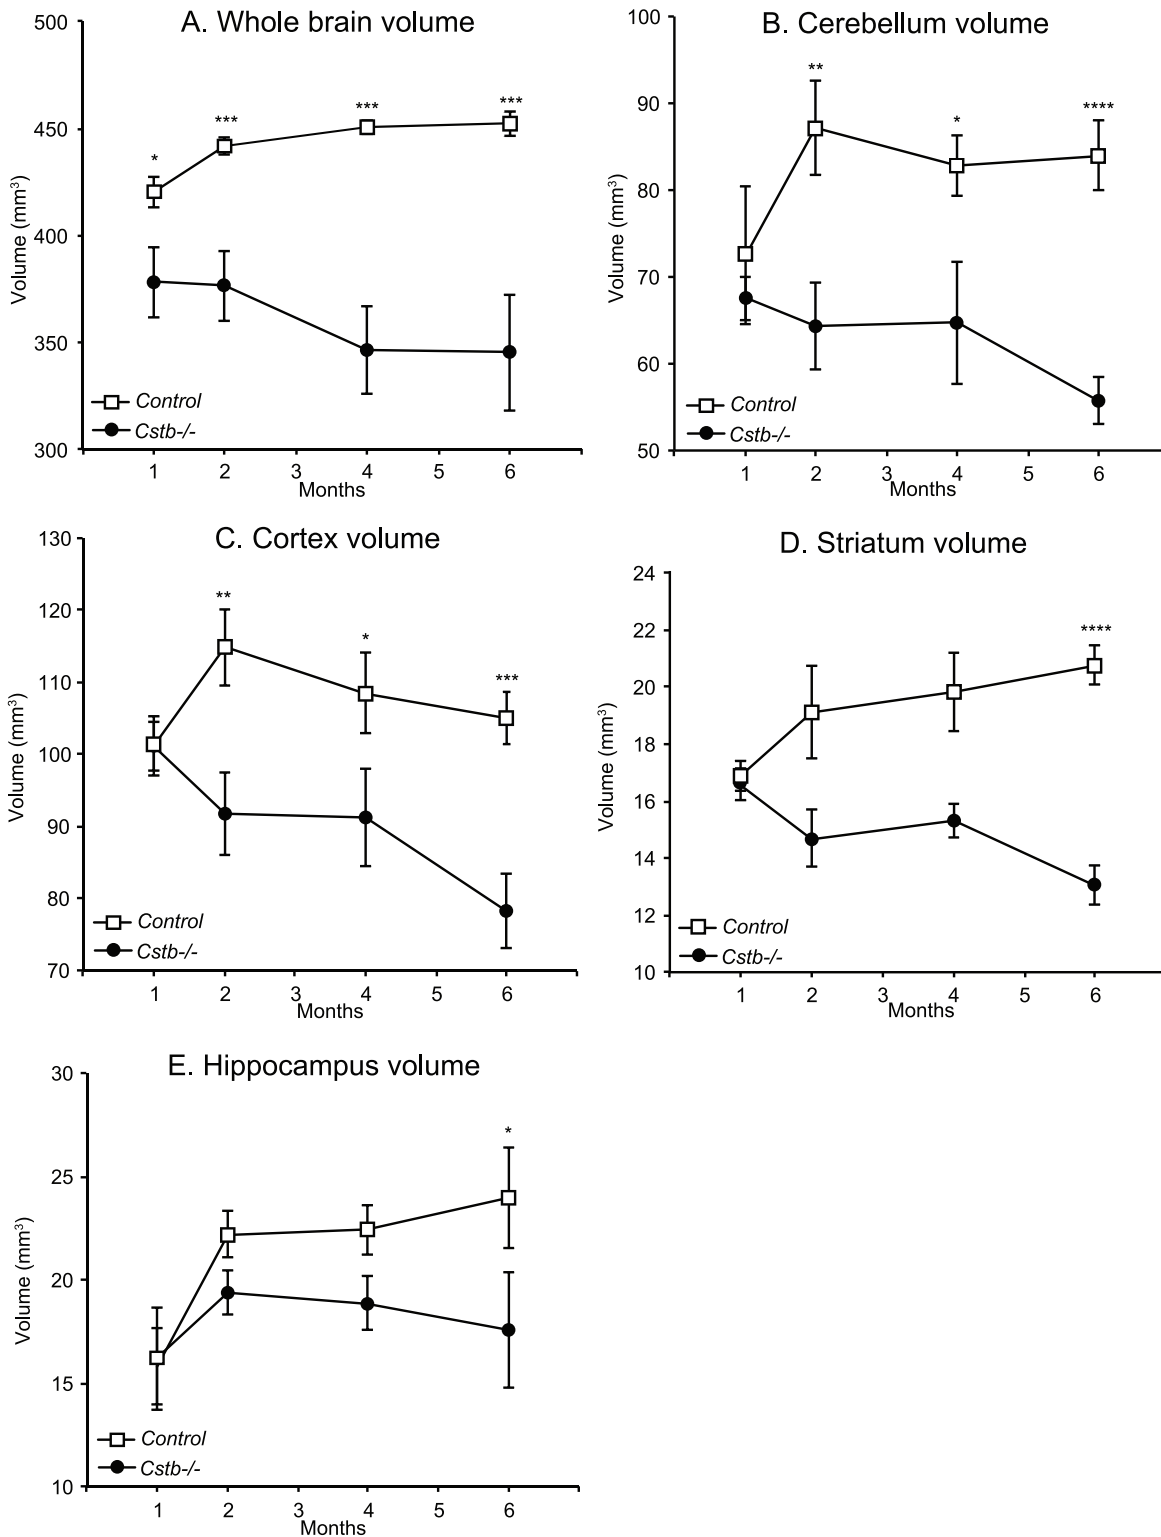 A. Whole brain volume
500
450
400
350
300
Volume (mm³)
*
***
***
***
Control
Cstb-/-
1 2 3 4 5 6
Months
B. Cerebellum volume
100
90
80
70
60
50
Volume (mm³)
**
*
****
Control
Cstb-/-
1 2 3 4 5 6
Months
C. Cortex volume
130
120
110
100
90
80
70
Volume (mm³)
**
*
***
Control
Cstb-/-
1 2 3 4 5 6
Months
D. Striatum volume
24
22
20
18
16
14
12
10
Volume (mm³)
****
Control
Cstb-/-
1 2 3 4 5 6
Months
E. Hippocampus volume
30
25
20
15
10
Volume (mm³)
*
Control
Cstb-/-
1 2 3 4 5 6
Months